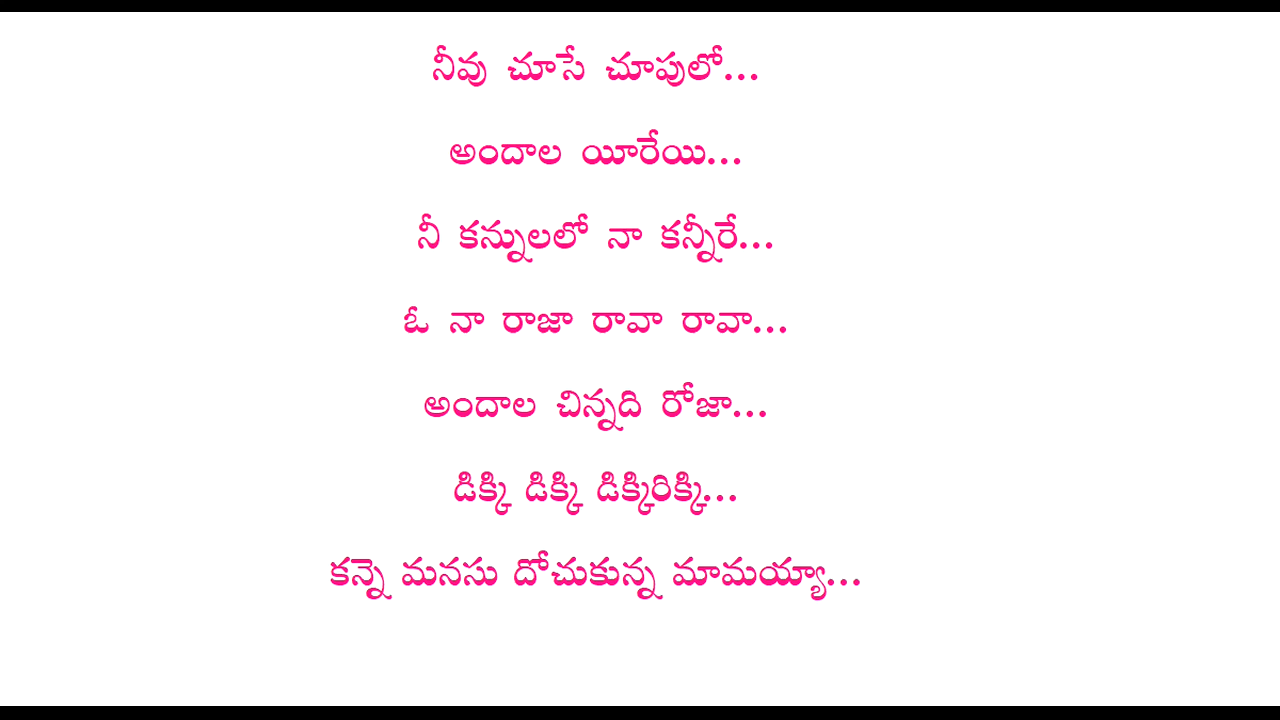 నీవు చూసే చూపులో...
అందాల యీరేయి...
నీ కన్నులలో నా కన్నీరే...
ఓ నా రాజా రావా రావా...
అందాల చిన్నది రోజా...
డిక్కి డిక్కి డిక్కిరిక్కి...
కన్నె మనసు దోచుకున్న మామయ్యా...